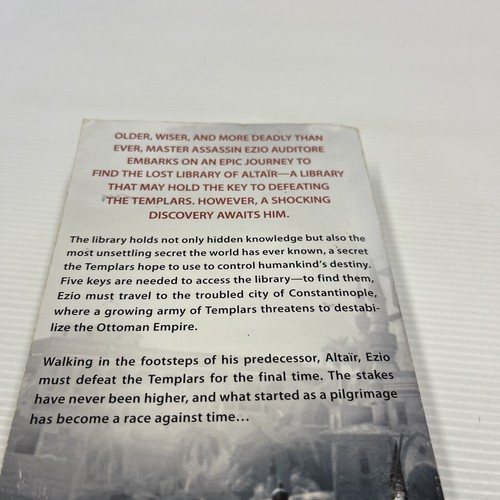 OLDER, WISER, AND MORE DEADLY THAN
EVER, MASTER ASSASSIN EZIO AUDITORE
EMBARKS ON AN EPIC JOURNEY TO
FIND THE LOST LIBRARY OF ALTAÏR—A LIBRARY
THAT MAY HOLD THE KEY TO DEFEATING
THE TEMPLARS. HOWEVER, A SHOCKING
DISCOVERY AWAITS HIM.
The library holds not only hidden knowledge but also the
most unsettling secret the world has ever known, a secret
the Templars hope to use to control humankind's destiny.
Five keys are needed to access the library—to find them,
Ezio must travel to the troubled city of Constantinople,
where a growing army of Templars threatens to destabi-
lize the Ottoman Empire.
Walking in the footsteps of his predecessor, Altaïr, Ezio
must defeat the Templars for the final time. The stakes
have never been higher, and what started as a pilgrimage
has become a race against time...